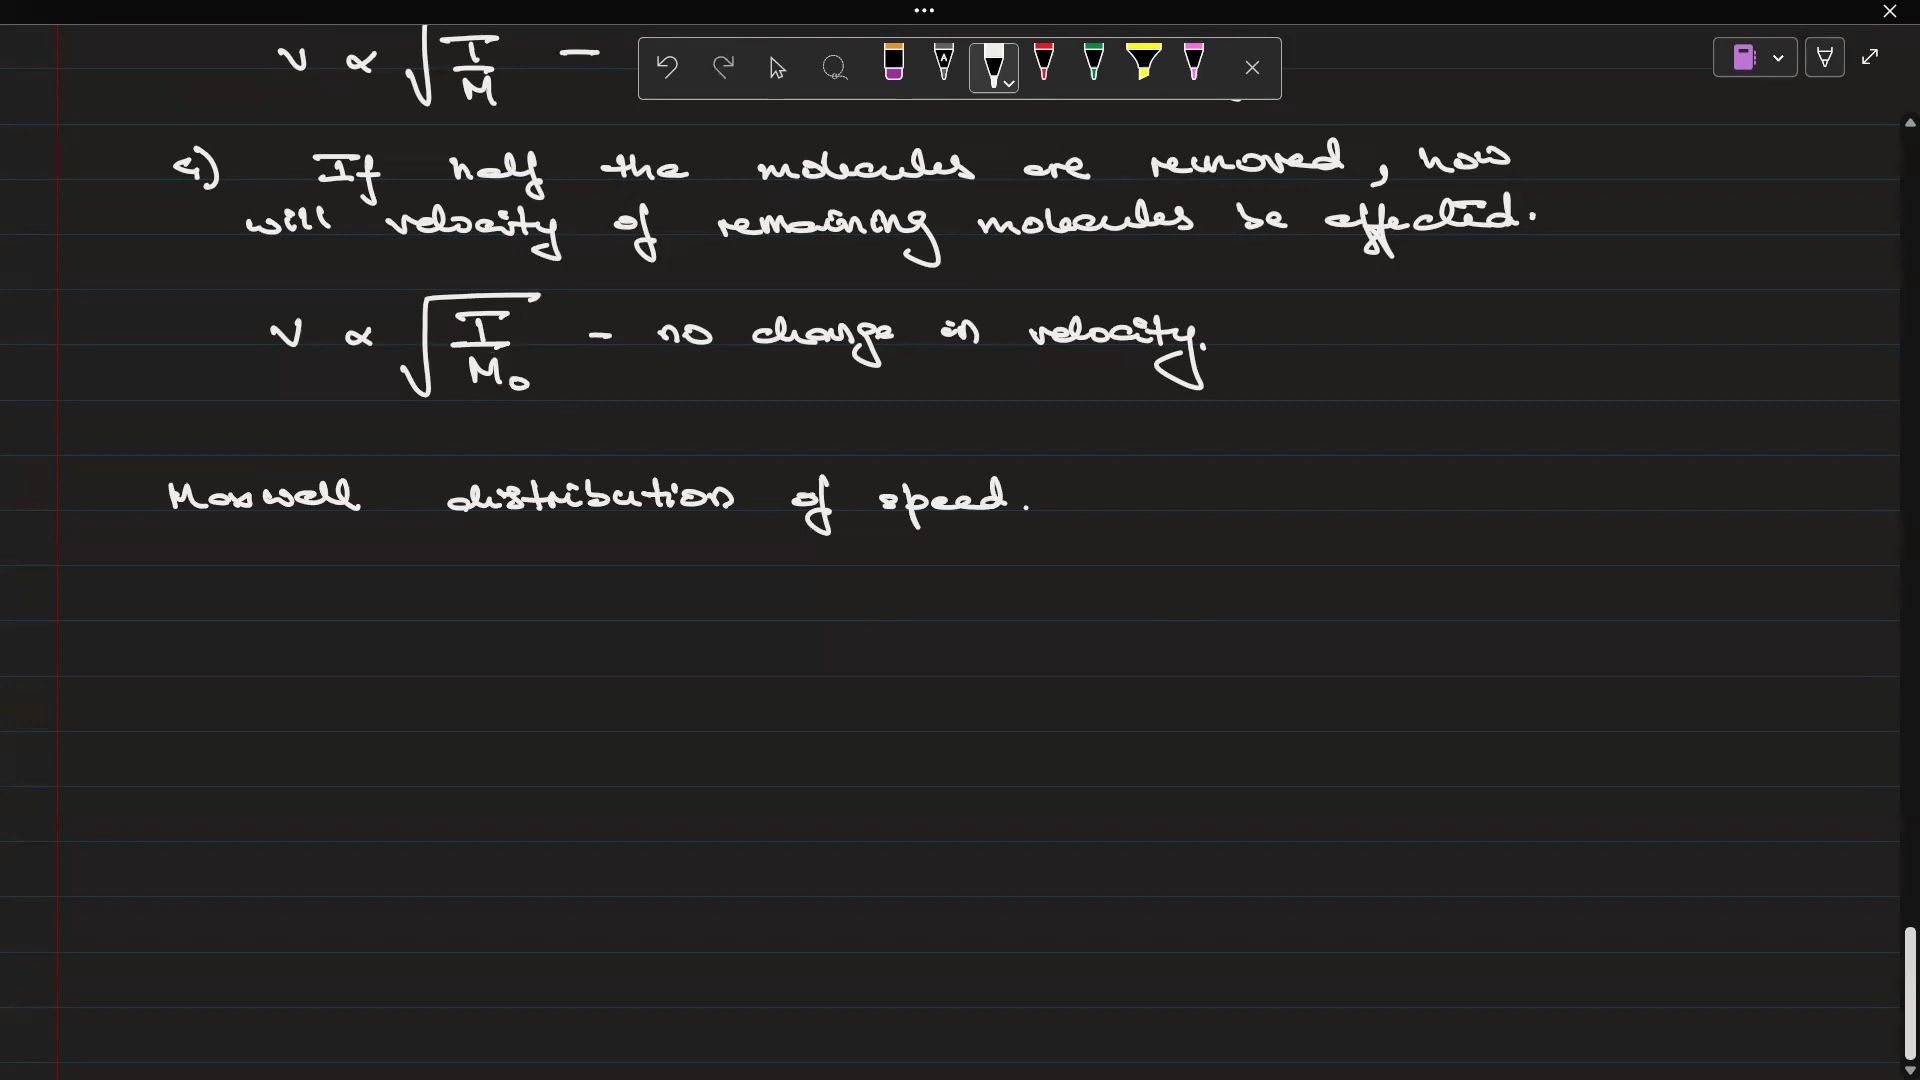 v ∝ √(T/M) –
4) If half the molecules are removed, how
will velocity of remaining molecules be affected.
v ∝ √(T/M₀) - no change in velocity.
Maxwell distribution of speed.